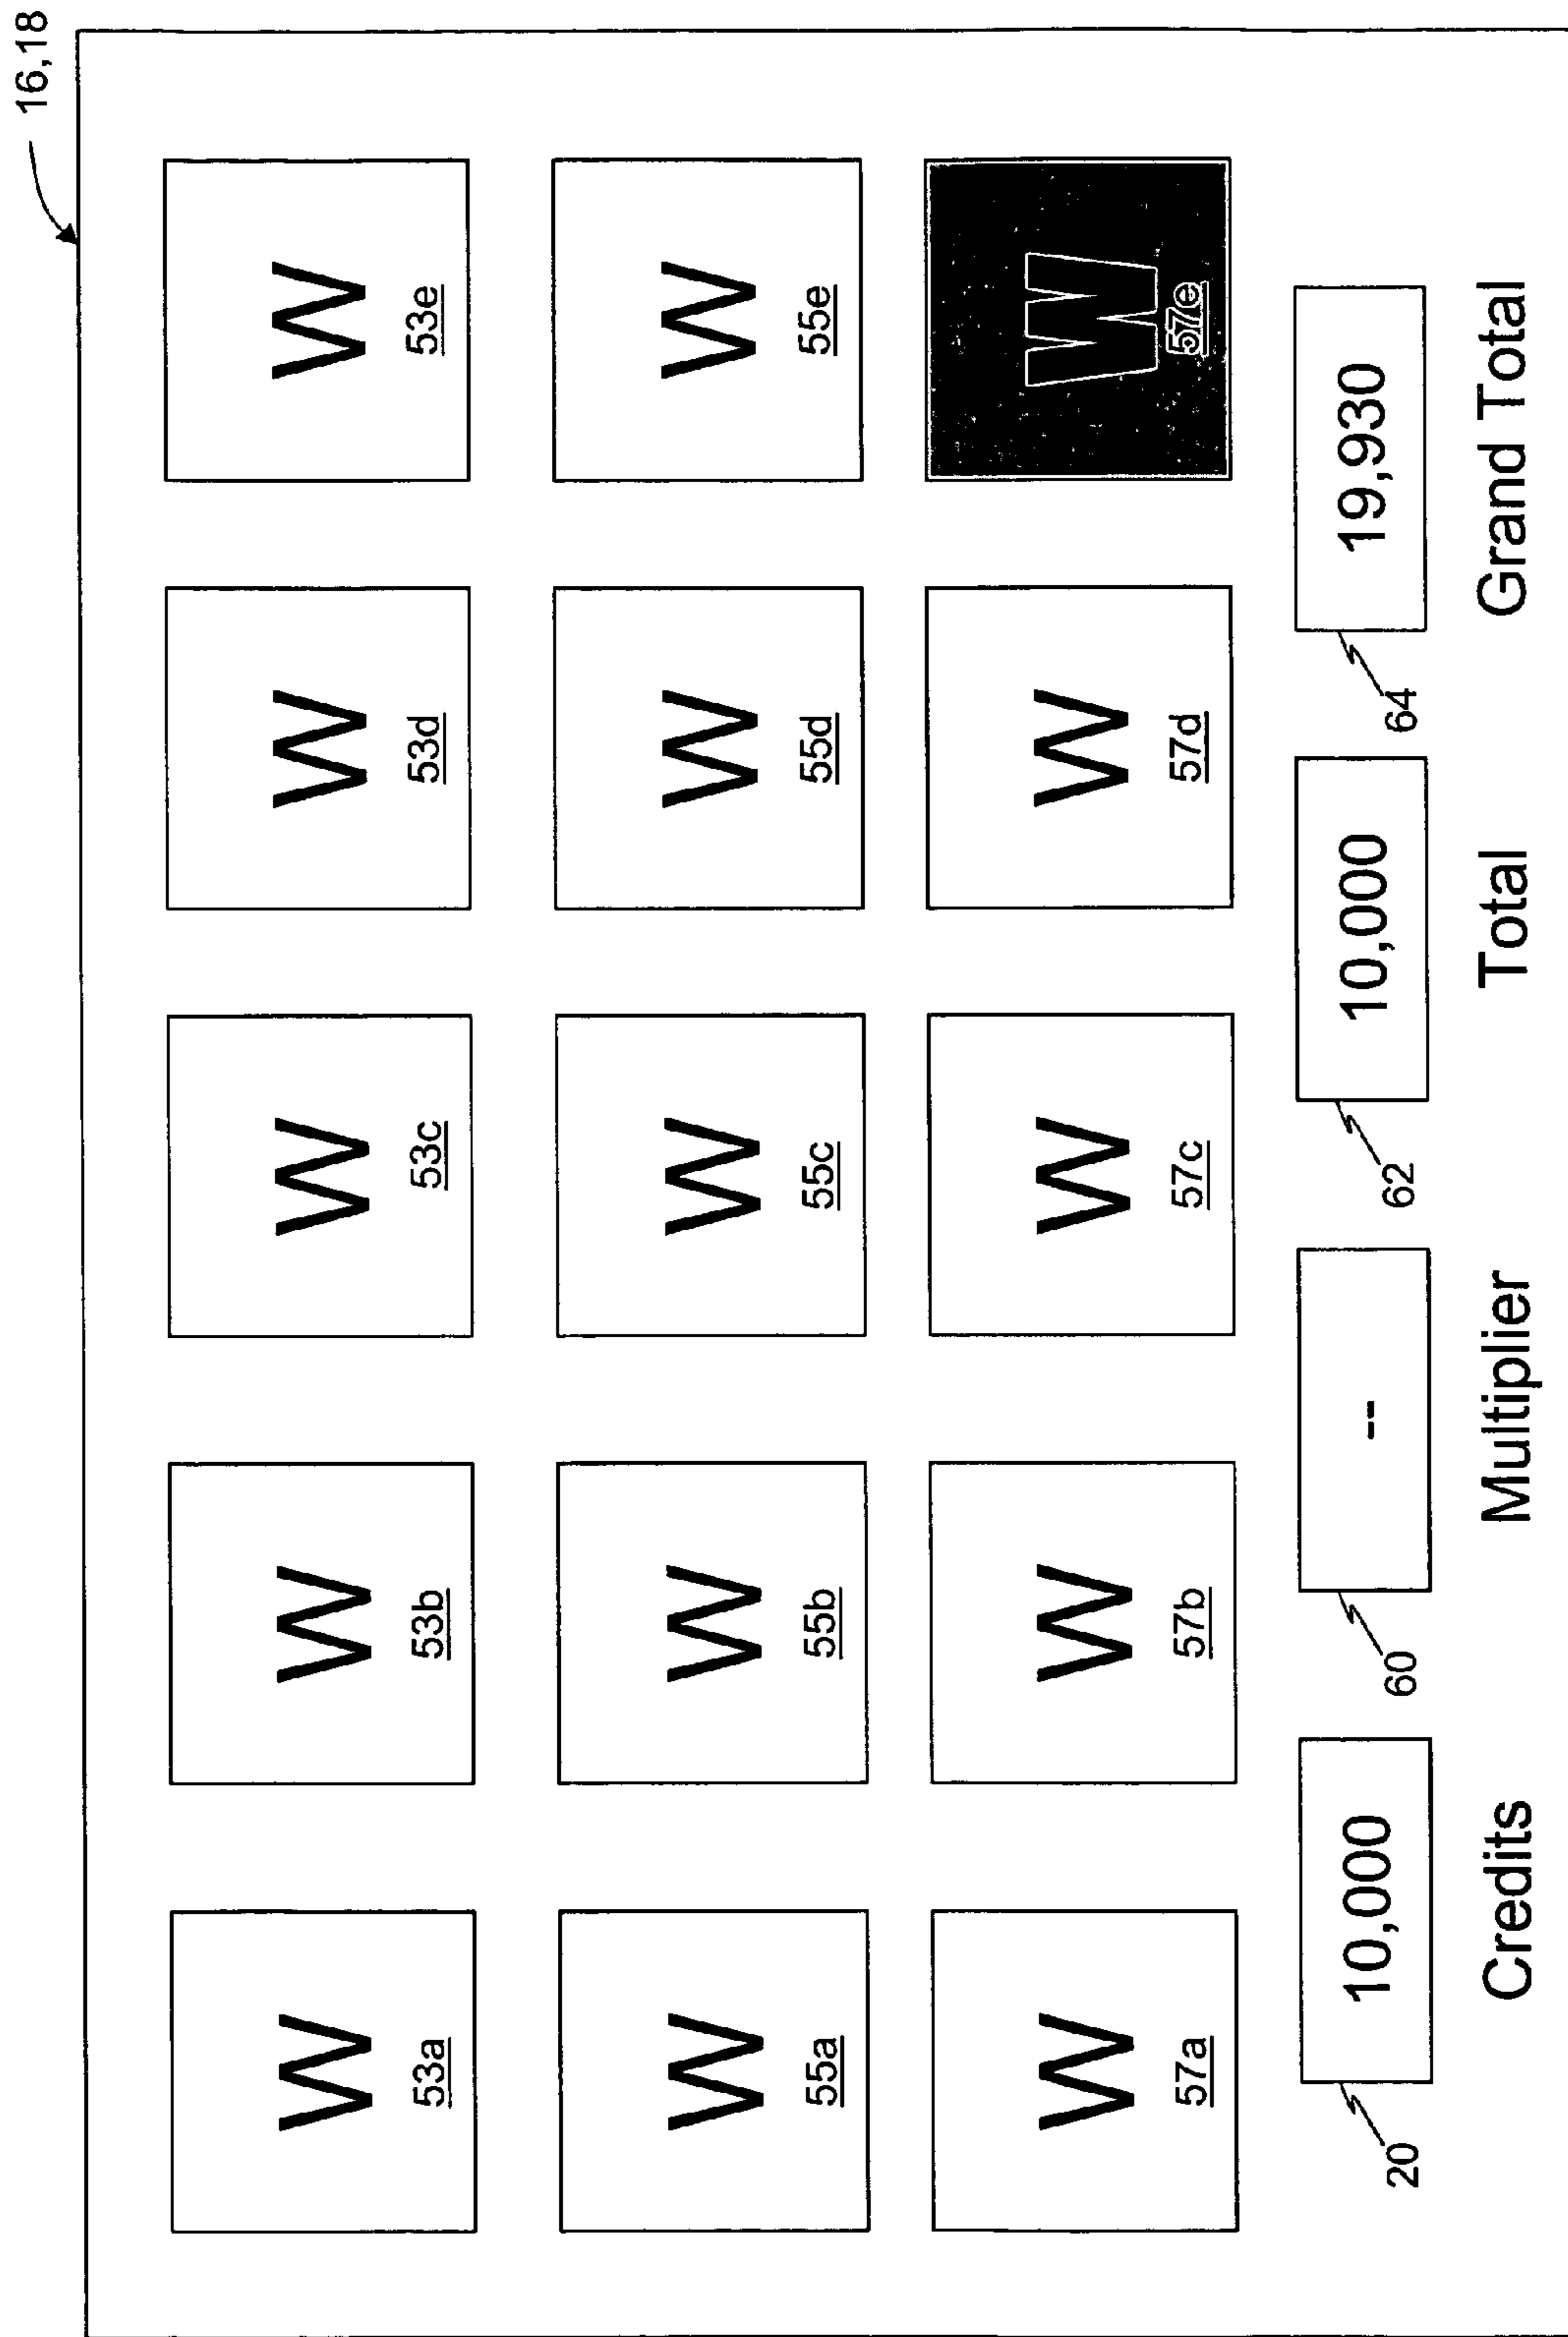 16,18
W W W W W
53a 53b 53c 53d 53e
W W W W W
55a 55b 55c 55d 55e
W W W W W
57a 57b 57c 57d 57e
10,000 -- 10,000 19,930
20 60 62 64
Credits Multiplier Total Grand Total